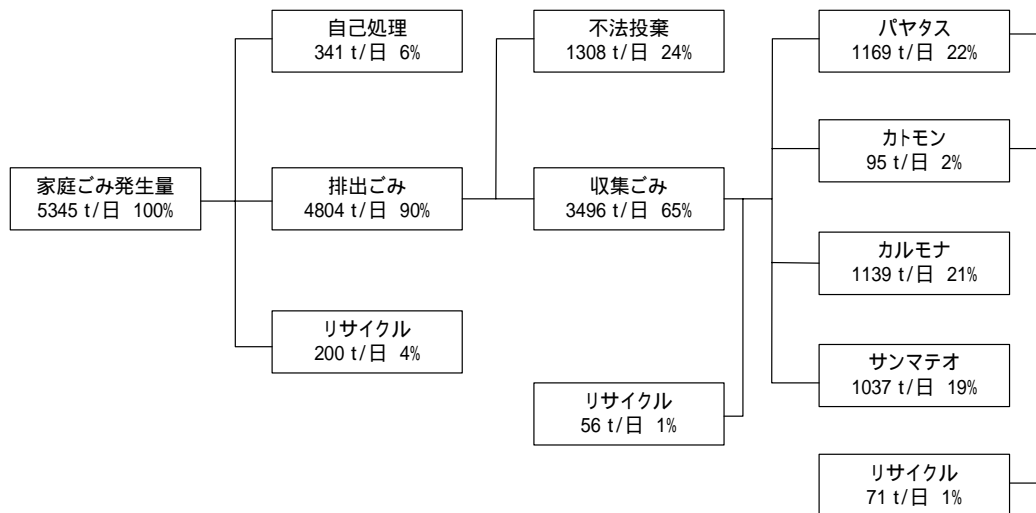 自己処理
341 t/日 6%
不法投棄
1308 t/日 24%
パヤタス
1169 t/日 22%
カトモン
95 t/日 2%
家庭ごみ発生量
5345 t/日 100%
排出ごみ
4804 t/日 90%
収集ごみ
3496 t/日 65%
カルモナ
1139 t/日 21%
リサイクル
200 t/日 4%
サンマテオ
1037 t/日 19%
リサイクル
56 t/日 1%
リサイクル
71 t/日 1%